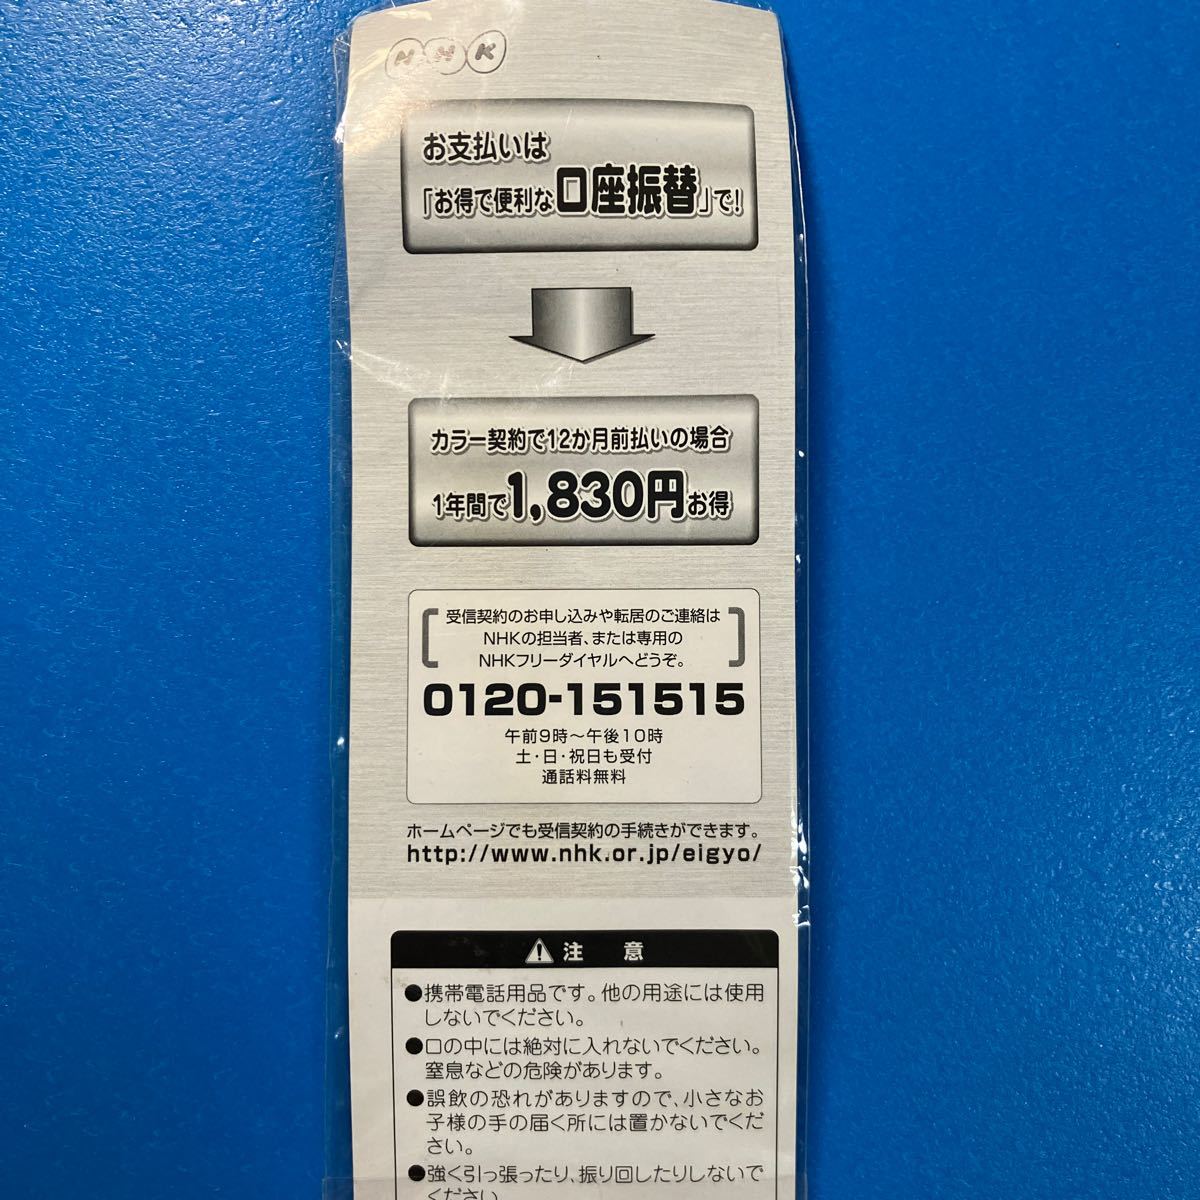 NHK
お支払いは
「お得で便利な口座振替」で!
カラー契約で12か月前払いの場合
1年間で1,830円お得
受信契約のお申し込みや転居のご連絡は
NHKの担当者、または専用の
NHKフリーダイヤルへどうぞ。
0120-151515
午前9時〜午後10時
土・日・祝日も受付
通話料無料
ホームページでも受信契約の手続きができます。
http://www.nhk.or.jp/eigyo/
注 意
●携帯電話用品です。他の用途には使用
しないでください。
●口の中には絶対に入れないでください。
窒息などの危険があります。
●誤飲の恐れがありますので、小さなお
子様の手の届く所には置かないでくだ
さい。
●強く引っ張ったり、振り回したりしないで
ください